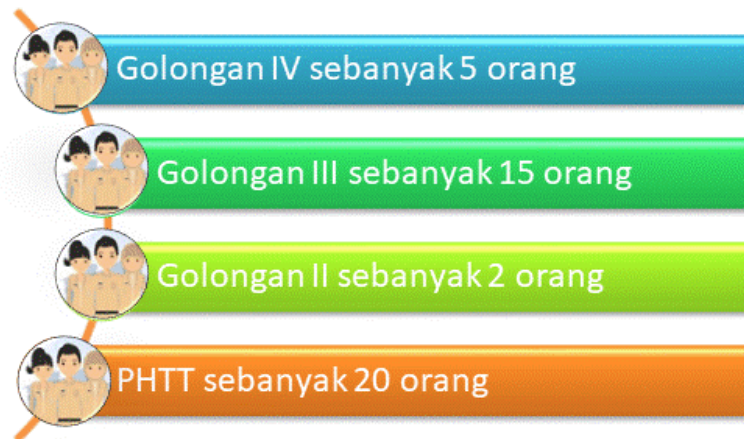 Golongan IV sebanyak 5 orang
Golongan III sebanyak 15 orang
Golongan II sebanyak 2 orang
PHTT sebanyak 20 orang